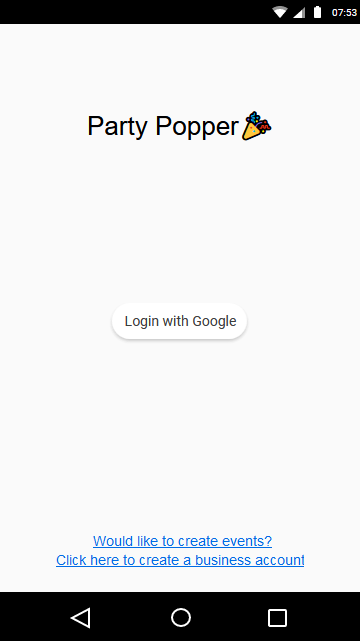 07:53
Party Popper
Login with Google
Would like to create events?
Click here to create a business account